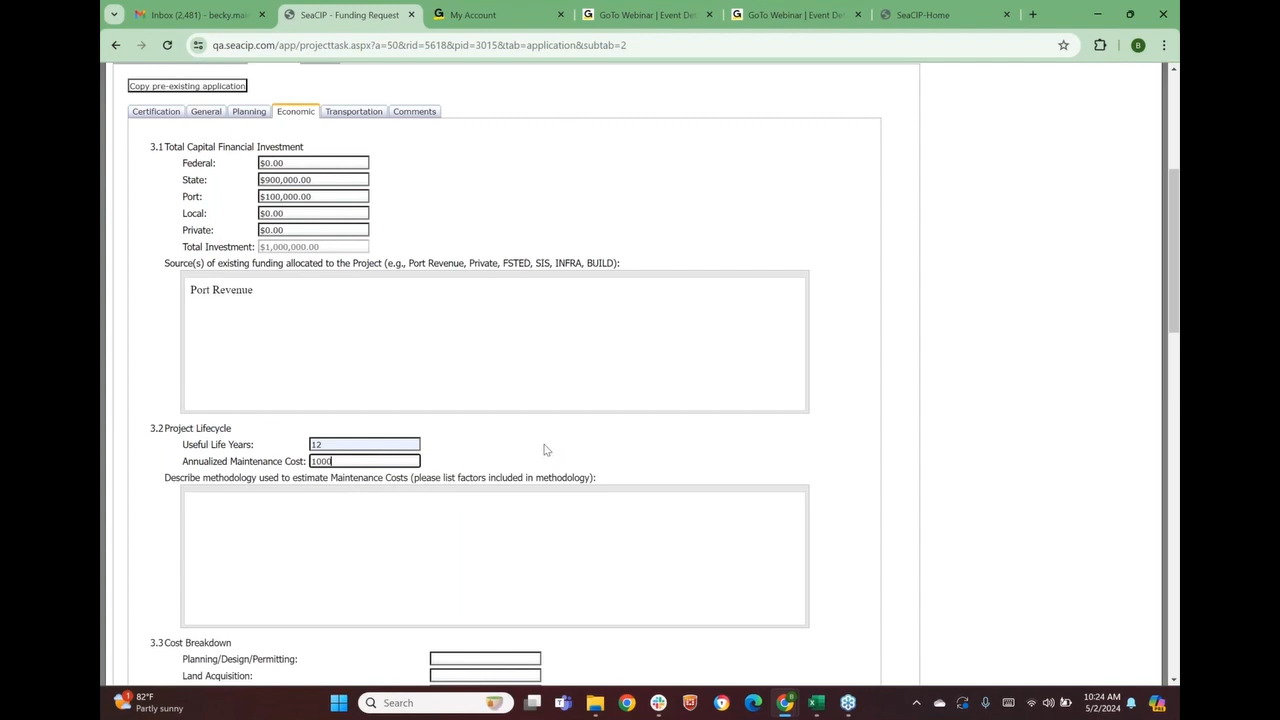 Inbox (2,481) - becky.mai
SeaCIP - Funding Request
My Account
GoTo Webinar | Event De
GoTo Webinar | Event De
SeaCIP-Home
qa.seacip.com/app/projecttask.aspx?a=50&rid=5618&pid=3015&tab=application&subtab=2
B
Copy pre-existing application
Certification General Planning Economic Transportation Comments
3.1 Total Capital Financial Investment
Federal: $0.00
State: $900,000.00
Port: $100,000.00
Local: $0.00
Private: $0.00
Total Investment: $1,000,000.00
Source(s) of existing funding allocated to the Project (e.g., Port Revenue, Private, FSTED, SIS, INFRA, BUILD):
Port Revenue
3.2 Project Lifecycle
Useful Life Years: 12
Annualized Maintenance Cost: 1000
Describe methodology used to estimate Maintenance Costs (please list factors included in methodology):
3.3 Cost Breakdown
Planning/Design/Permitting:
Land Acquisition:
1
82°F
Partly sunny
Search
10:24 AM
5/2/2024